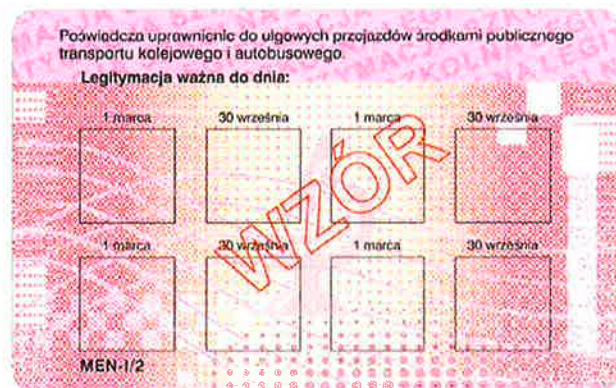 Poświadcza uprawnienie do ulgowych przejazdów środkami publicznego
transportu kolejowego i autobusowego.
Legitymacja ważna do dnia:
1 marca 30 września 1 marca 30 września
WZÓR
1 marca 30 września 1 marca 30 września
MEN-I/2